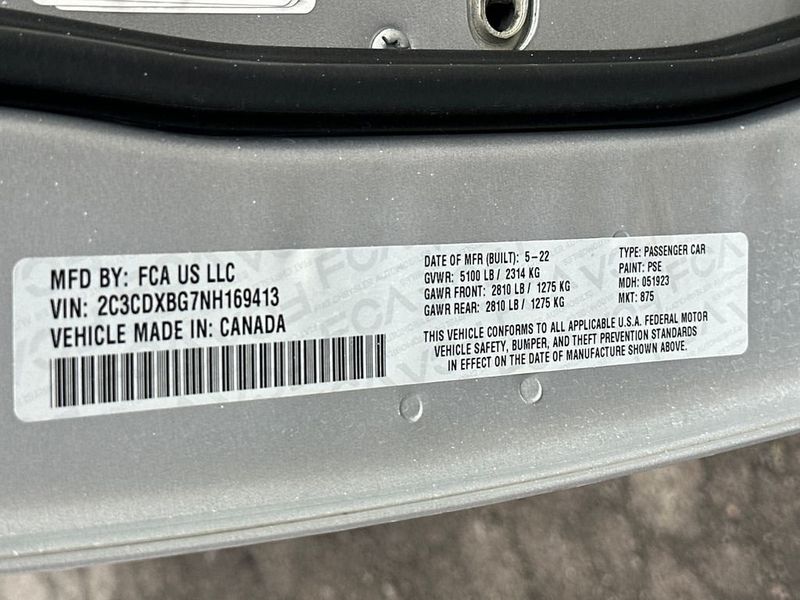 MFD BY: FCA US LLC
VIN: 2C3CDXBG7NH169413
VEHICLE MADE IN: CANADA
DATE OF MFR (BUILT): 5-22
GVWR: 5100 LB / 2314 KG
GAWR FRONT: 2810 LB / 1275 KG
GAWR REAR: 2810 LB / 1275 KG
TYPE: PASSENGER CAR
PAINT: PSE
MDH: 051923
MKT: 875
THIS VEHICLE CONFORMS TO ALL APPLICABLE U.S.A. FEDERAL MOTOR
VEHICLE SAFETY, BUMPER, AND THEFT PREVENTION STANDARDS
IN EFFECT ON THE DATE OF MANUFACTURE SHOWN ABOVE.